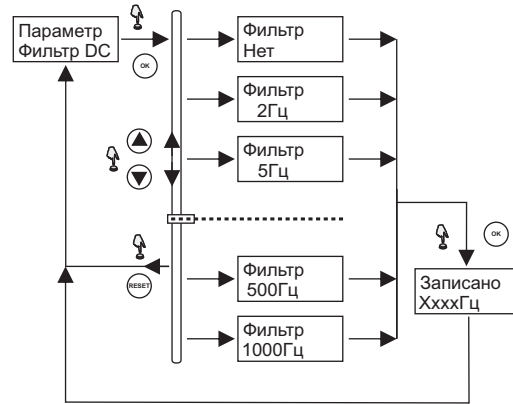 Параметр
Фильтр DC
OK
Фильтр
Нет
Фильтр
2Гц
Фильтр
5Гц
RESET
Фильтр
500Гц
Фильтр
1000Гц
OK
Записано
XxxxГц